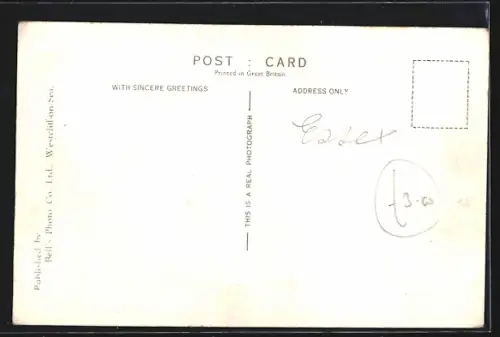 POST : CARD
Printed in Great Britain
WITH SINCERE GREETINGS
ADDRESS ONLY
Essex
£3-00
THIS IS A REAL PHOTOGRAPH
Published by
Bell's Photo Co. Ltd., Westcliff-on-Sea.